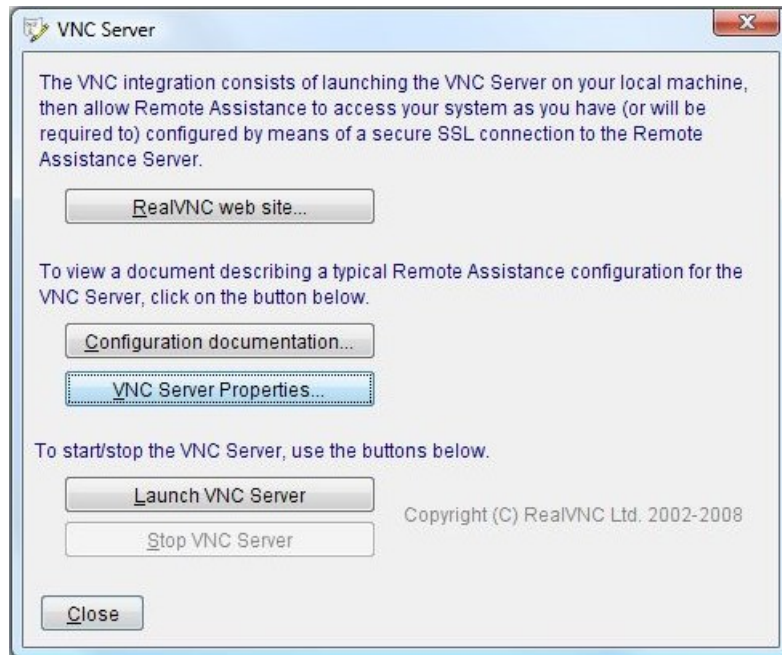 VNC Server
The VNC integration consists of launching the VNC Server on your local machine,
then allow Remote Assistance to access your system as you have (or will be
required to) configured by means of a secure SSL connection to the Remote
Assistance Server.
RealVNC web site...
To view a document describing a typical Remote Assistance configuration for the
VNC Server, click on the button below.
Configuration documentation...
VNC Server Properties...
To start/stop the VNC Server, use the buttons below.
Launch VNC Server
Copyright (C) RealVNC Ltd. 2002-2008
Stop VNC Server
Close